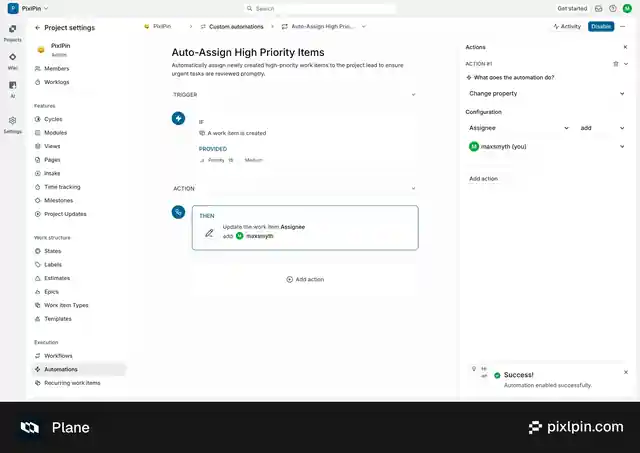 PixlPin
Search
Get started
M
Projects
Wiki
AI
Settings
Project settings
PixlPin
Admin
Members
Worklogs
Features
Cycles
Modules
Views
Pages
Intake
Time tracking
Milestones
Project Updates
Work structure
States
Labels
Estimates
Epics
Work Item Types
Templates
Execution
Workflows
Automations
Recurring work items
PixlPin
Custom automations
Auto-Assign High Prio...
Activity
Disable
Auto-Assign High Priority Items
Automatically assign newly created high-priority work items to the project lead to ensure
urgent tasks are reviewed promptly.
TRIGGER
IF
A work item is created
PROVIDED
Priority is Medium
ACTION
THEN
Update the work item Assignee
add M maxsmyth
Add action
Actions
ACTION #1
What does the automation do?
Change property
Configuration
Assignee
add
M maxsmyth (you)
Add action
Success!
Automation enabled successfully.
Plane
pixlpin.com